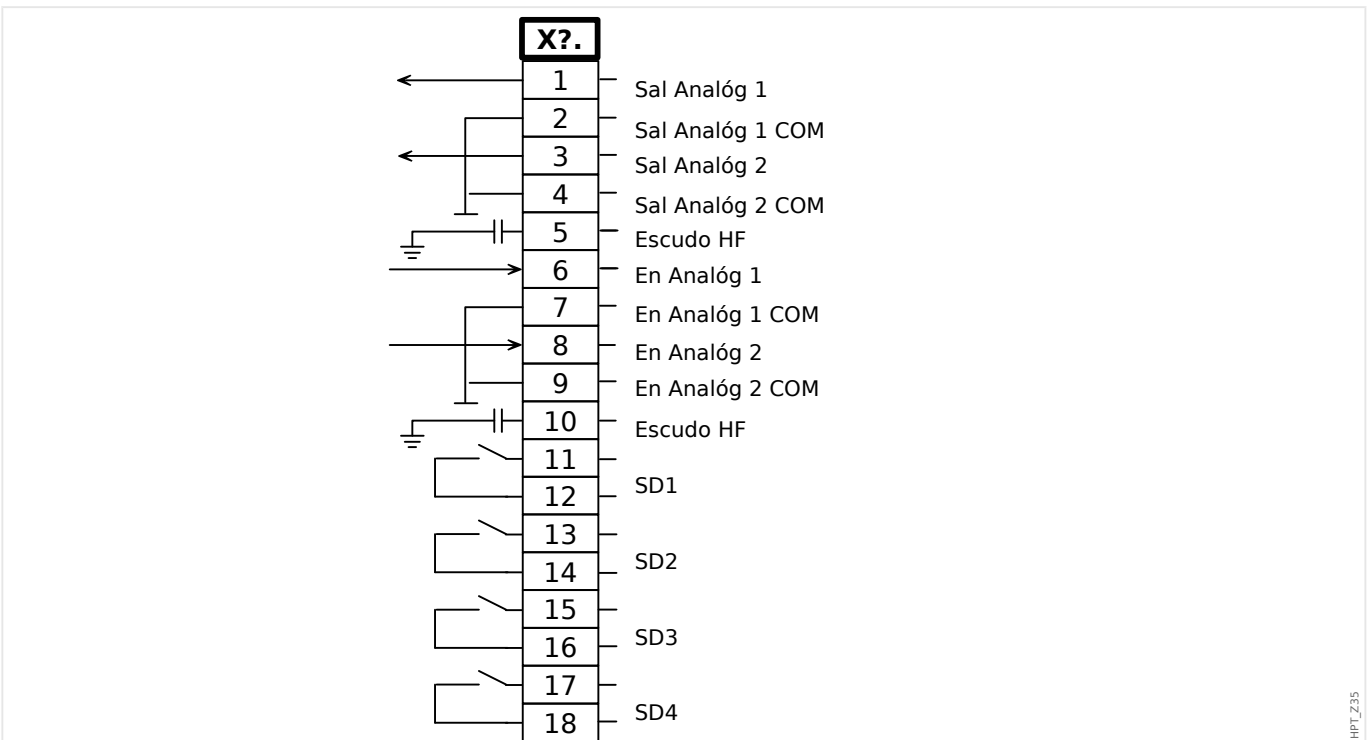 X?.
1 Sal Analóg 1
2 Sal Analóg 1 COM
3 Sal Analóg 2
4 Sal Analóg 2 COM
5 Escudo HF
6 En Analóg 1
7 En Analóg 1 COM
8 En Analóg 2
9 En Analóg 2 COM
10 Escudo HF
11
SD1
12
13
SD2
14
15
SD3
16
17
SD4
18
HPT_Z35